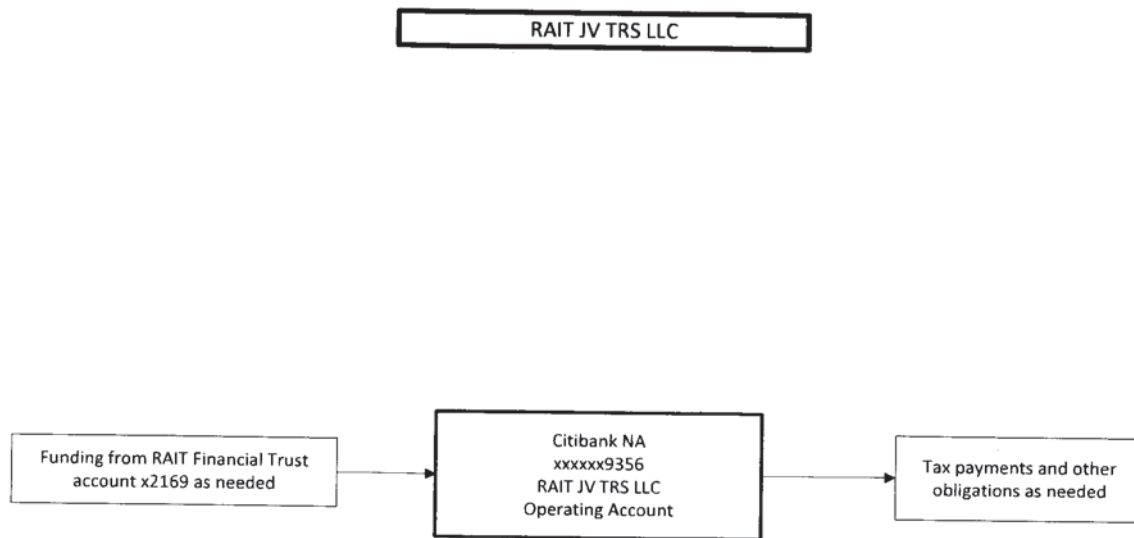 RAIT JV TRS LLC
Funding from RAIT Financial Trust
account x2169 as needed
Citibank NA
xxxxxx9356
RAIT JV TRS LLC
Operating Account
Tax payments and other
obligations as needed